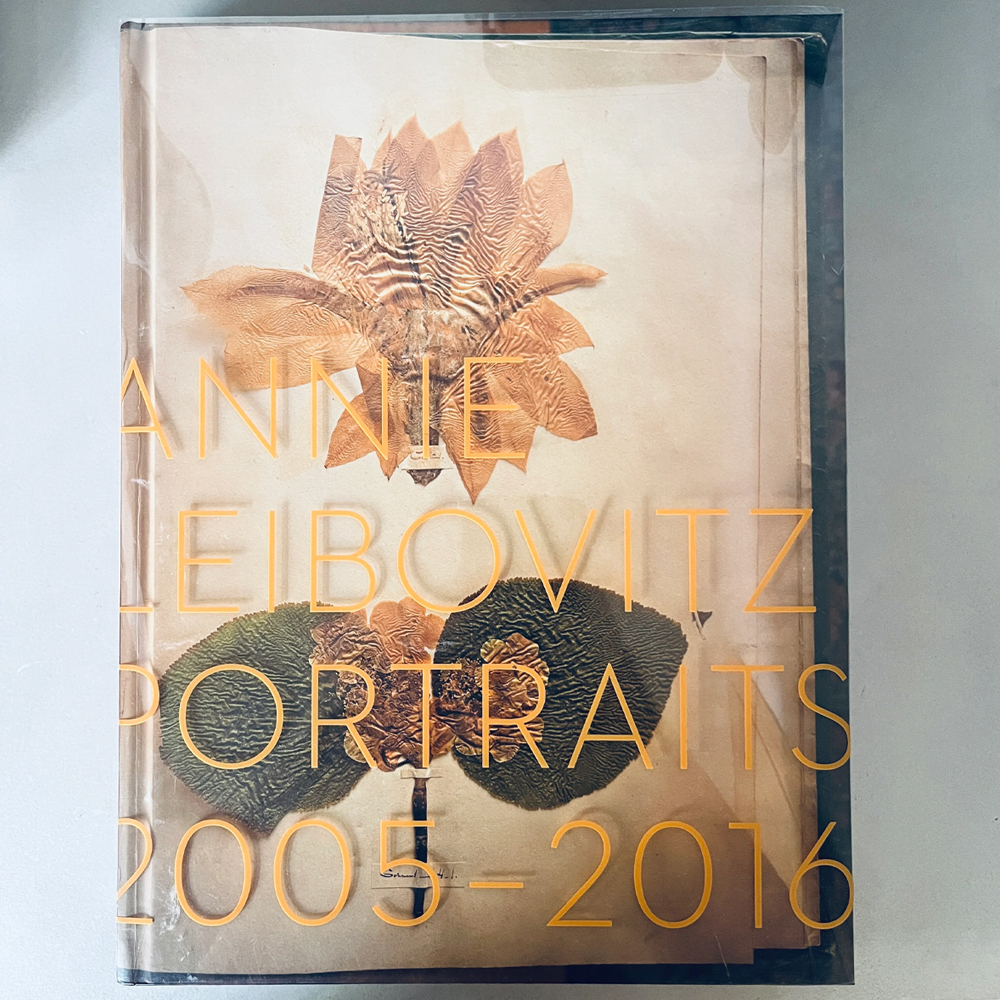 ANNIE
LEIBOVITZ
PORTRAITS
2005–2016